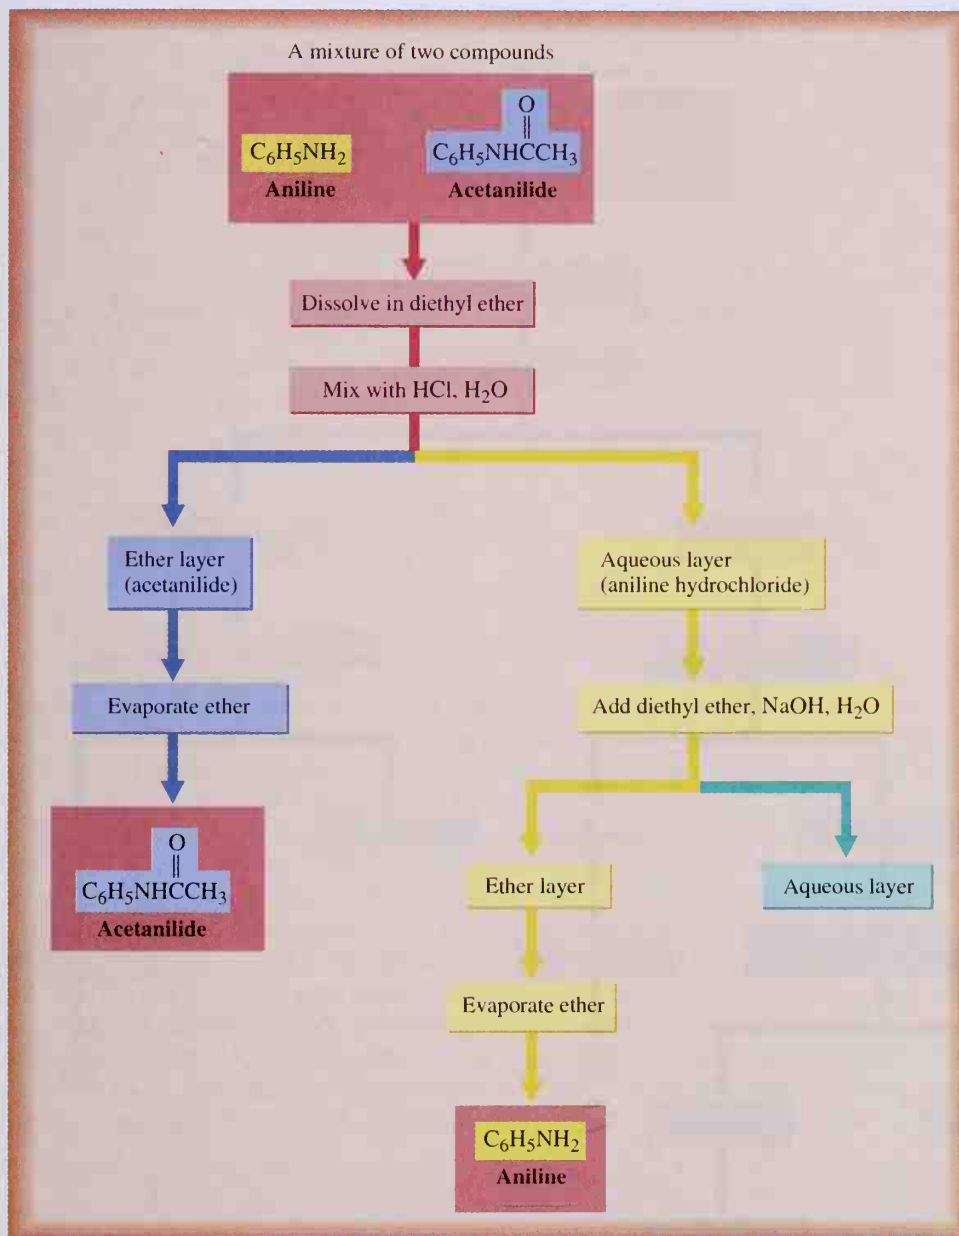 A mixture of two compounds
O
||
C₆H₅NH₂ C₆H₅NHCCH₃
Aniline Acetanilide
Dissolve in diethyl ether
Mix with HCl, H₂O
Ether layer
(acetanilide)
Aqueous layer
(aniline hydrochloride)
Evaporate ether
Add diethyl ether, NaOH, H₂O
O
||
C₆H₅NHCCH₃
Acetanilide
Ether layer
Aqueous layer
Evaporate ether
C₆H₅NH₂
Aniline